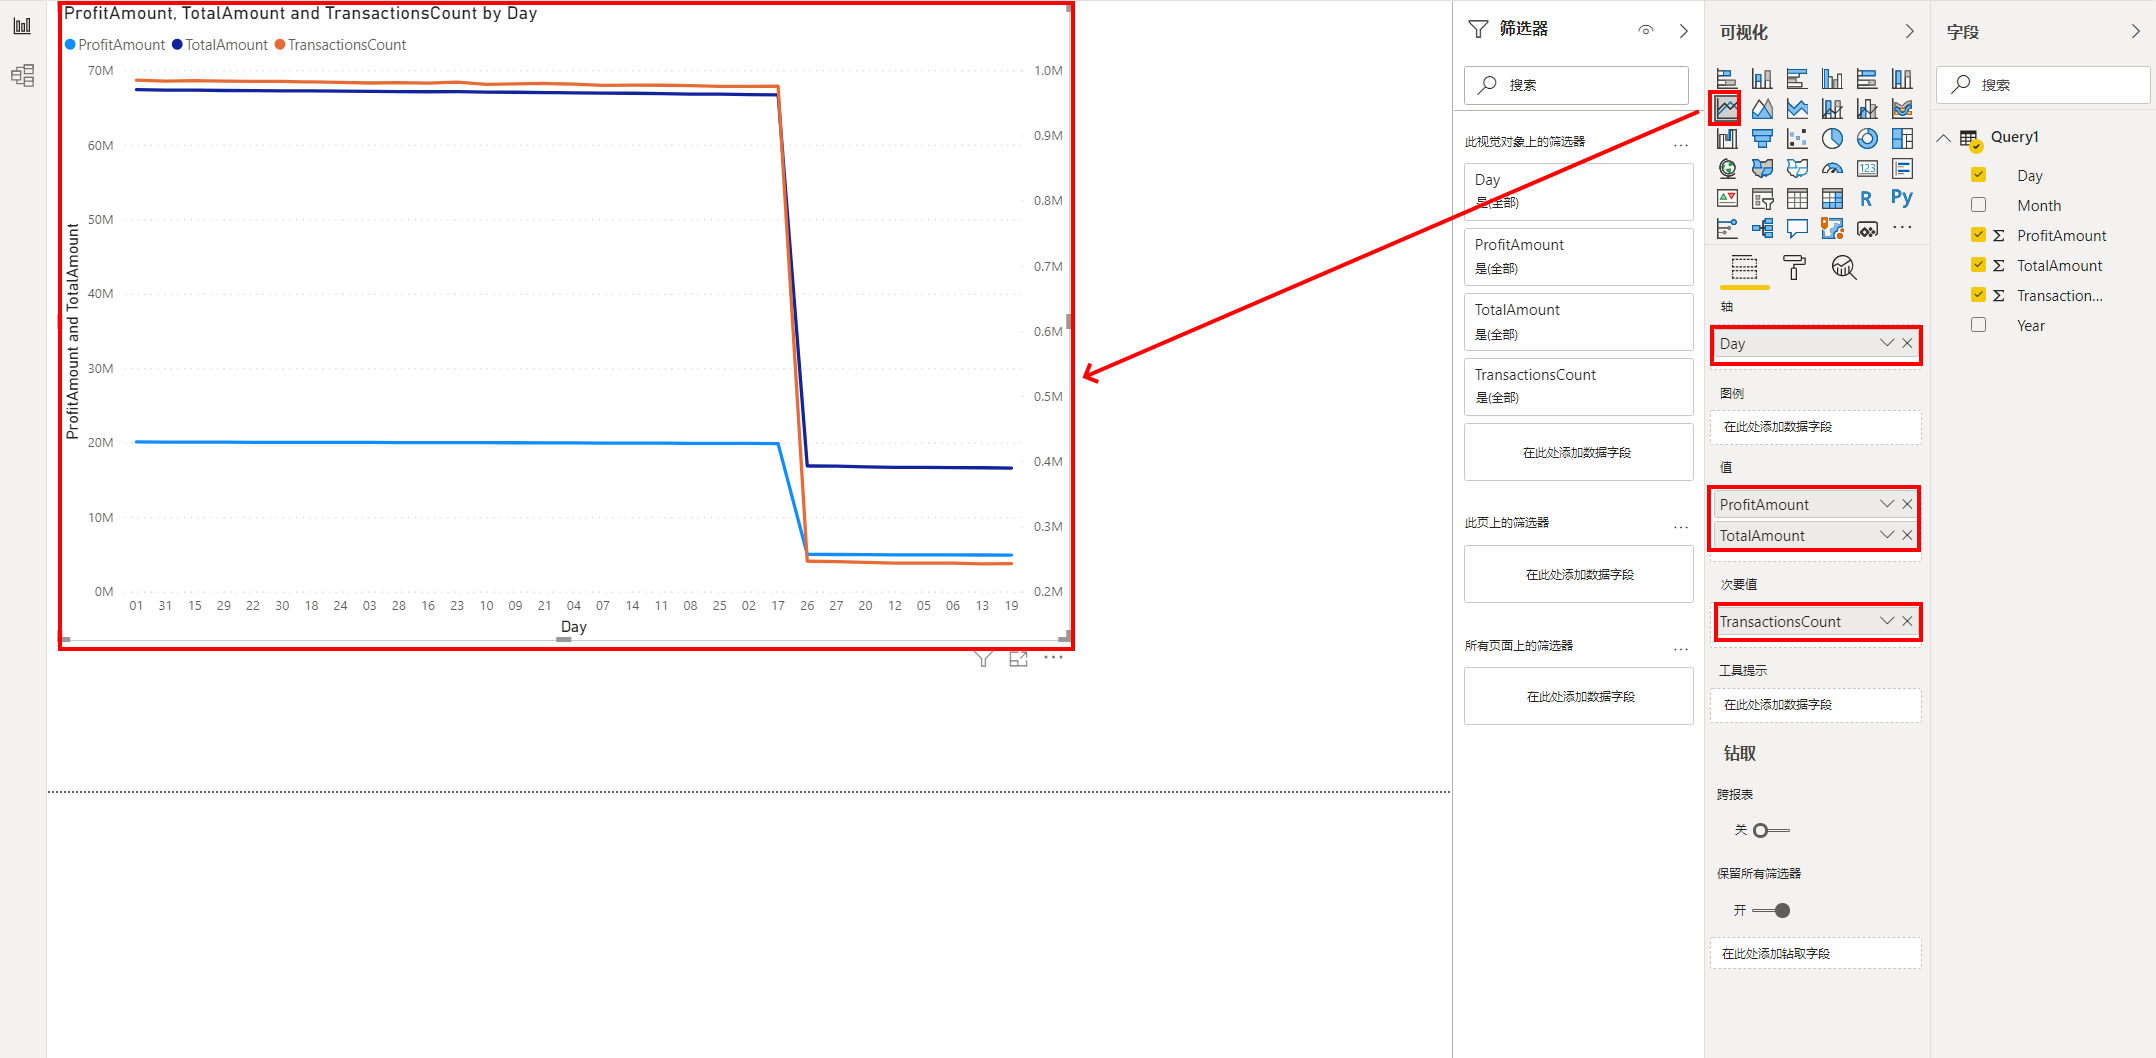 ProfitAmount, TotalAmount and TransactionsCount by Day
ProfitAmount TotalAmount TransactionsCount
70M
60M
50M
40M
30M
20M
10M
0M
ProfitAmount and TotalAmount
1.0M
0.9M
0.8M
0.7M
0.6M
0.5M
0.4M
0.3M
0.2M
01 31 15 29 22 30 18 24 03 28 16 23 10 09 21 04 07 14 11 08 25 02 17 26 27 20 12 05 06 13 19
Day
筛选器
搜索
此视觉对象上的筛选器 ...
Day
是(全部)
ProfitAmount
是(全部)
TotalAmount
是(全部)
TransactionsCount
是(全部)
在此处添加数据字段
此页上的筛选器 ...
在此处添加数据字段
所有页面上的筛选器 ...
在此处添加数据字段
可视化
123
R Py
...
轴
Day
图例
在此处添加数据字段
值
ProfitAmount
TotalAmount
次要值
TransactionsCount
工具提示
在此处添加数据字段
钻取
跨报表
关
保留所有筛选器
开
在此处添加钻取字段
字段
搜索
Query1
Day
Month
Σ ProfitAmount
Σ TotalAmount
Σ Transaction...
Year